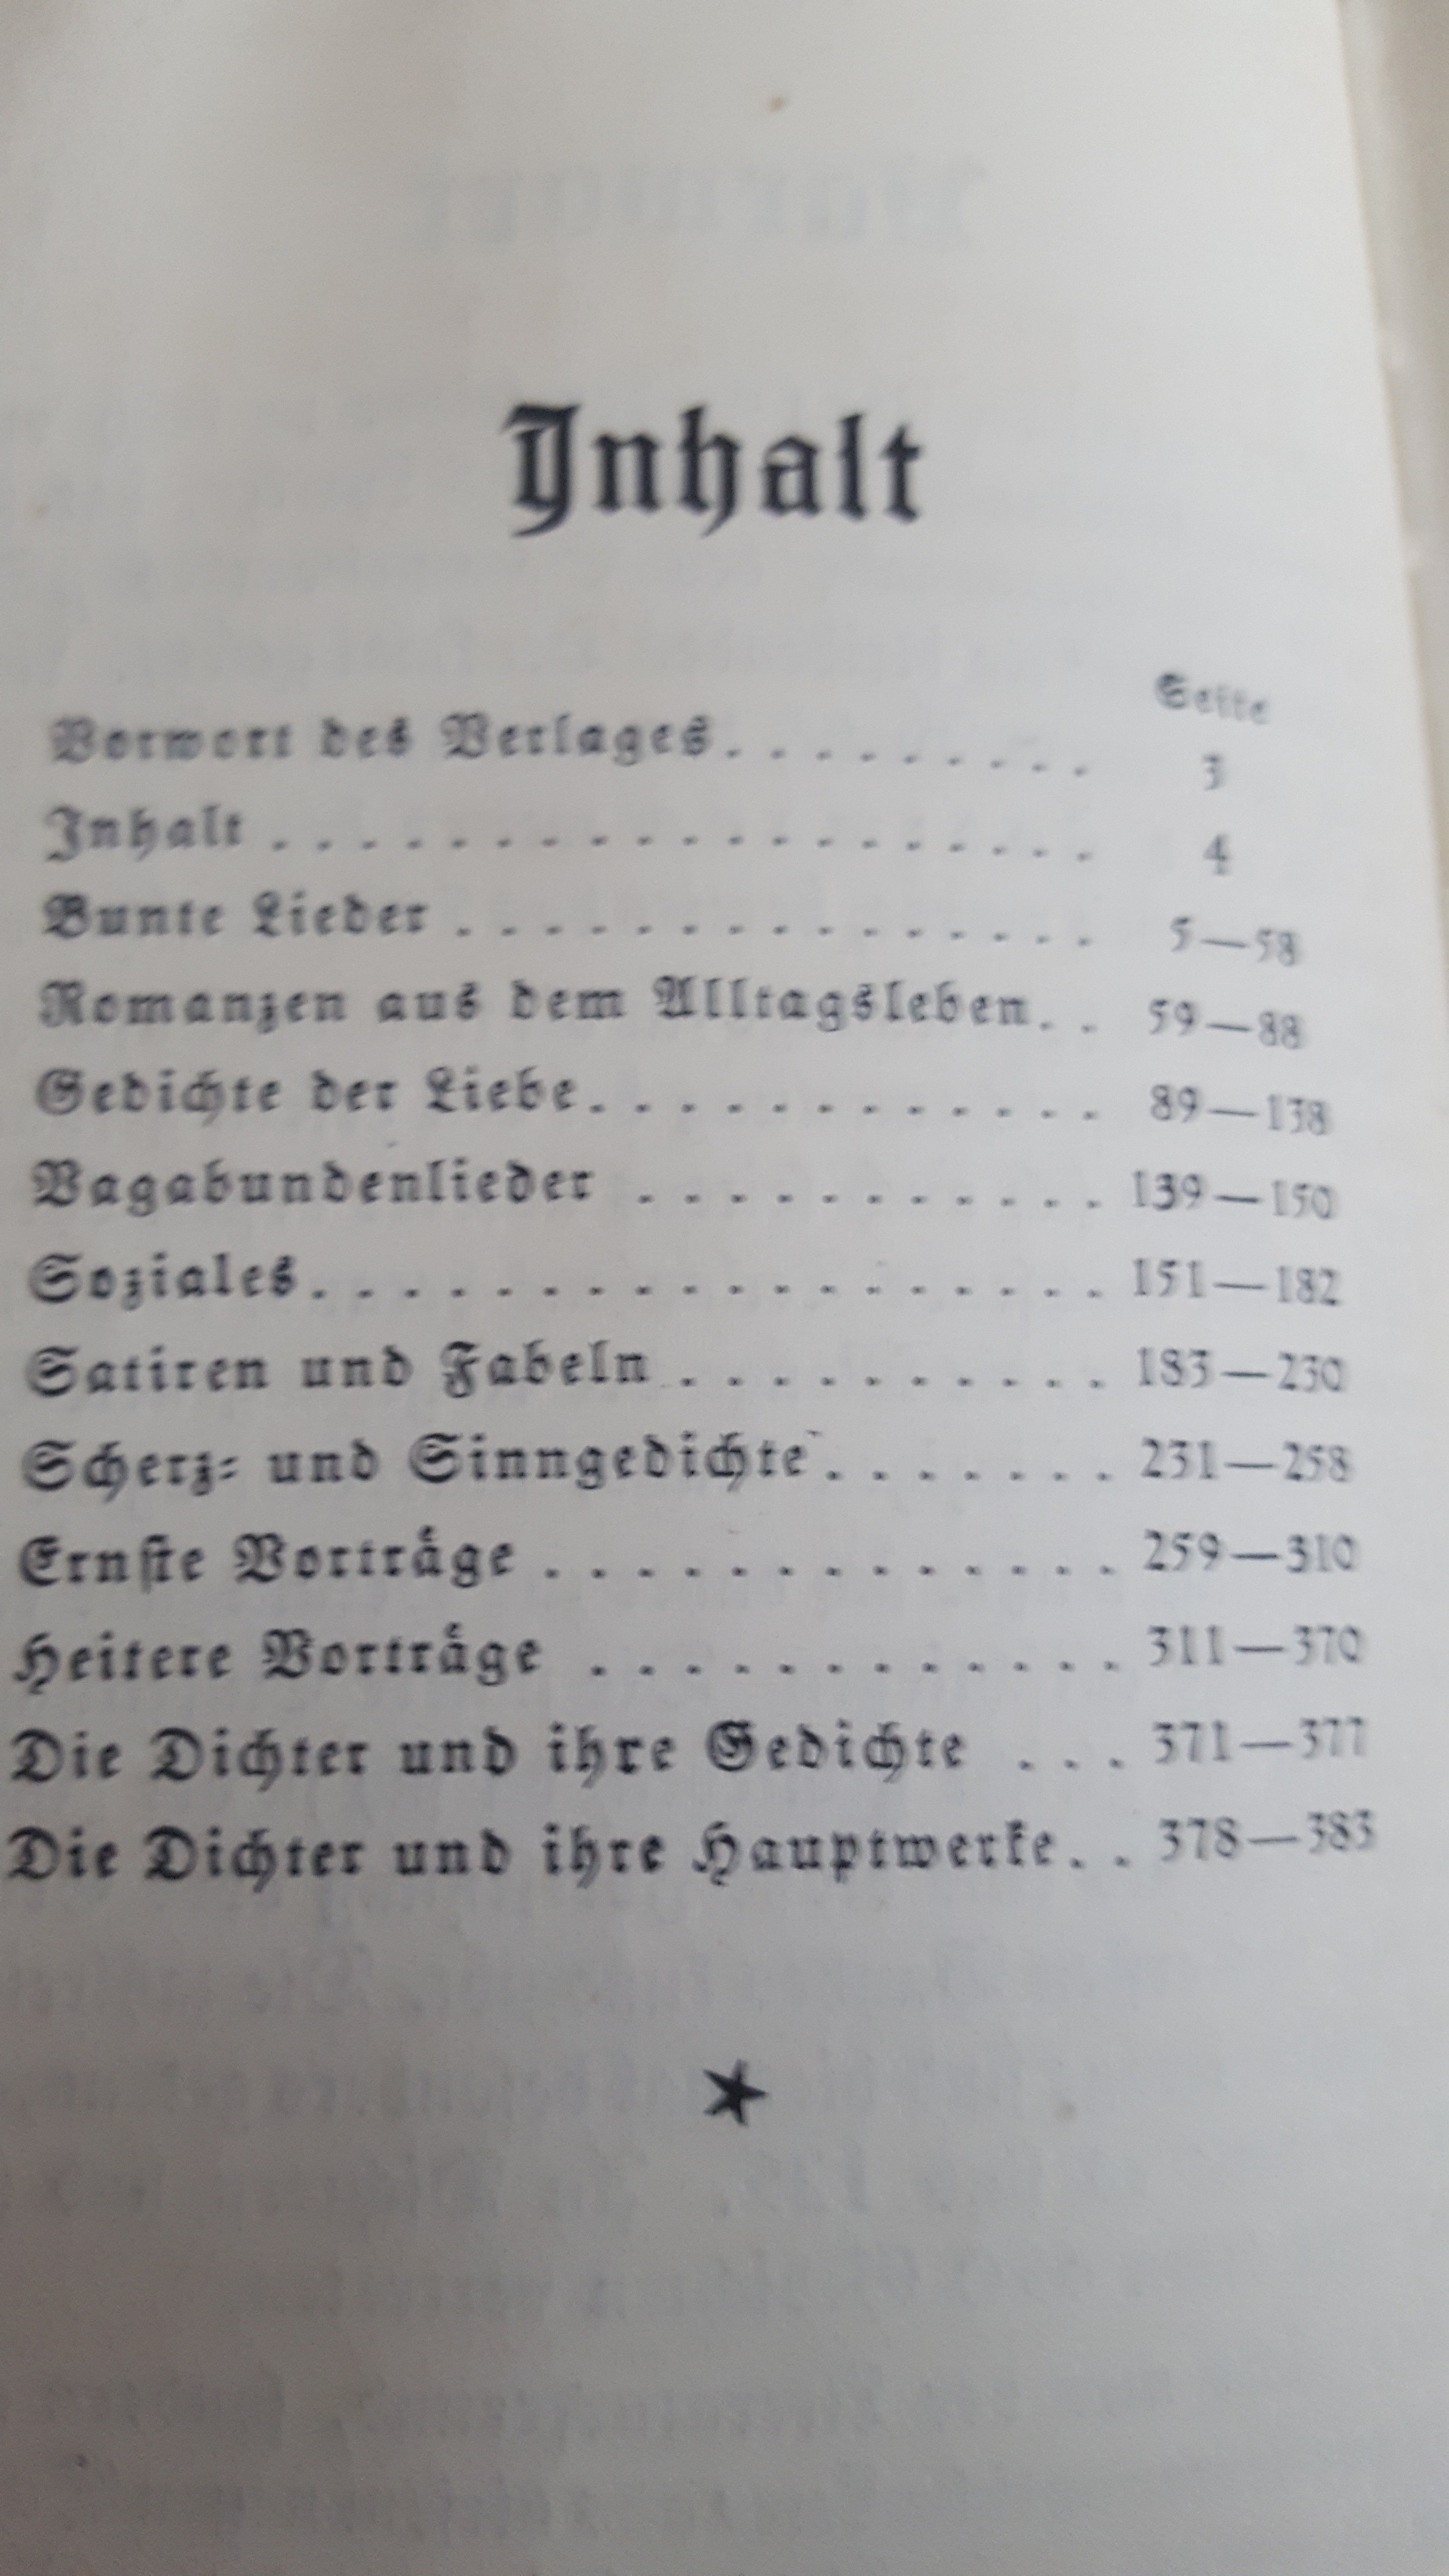 Inhalt
Seite
Vorwort des Verlages. . . . . . . . . 3
Inhalt . . . . . . . . . . . . . . . . . . . 4
Bunte Lieder . . . . . . . . . . . . . . . 5—58
Romanzen aus dem Alltagsleben. . 59—88
Gedichte der Liebe. . . . . . . . . . . . 89—138
Vagabundenlieder . . . . . . . . . . . 139—150
Soziales. . . . . . . . . . . . . . . . . . 151—182
Satiren und Fabeln . . . . . . . . . . 183—230
Scherz- und Sinngedichte . . . . . . . 231—258
Ernste Vorträge . . . . . . . . . . . . . 259—310
Heitere Vorträge . . . . . . . . . . . . 311—370
Die Dichter und ihre Gedichte . . . 371—377
Die Dichter und ihre Hauptwerke. . 378—383